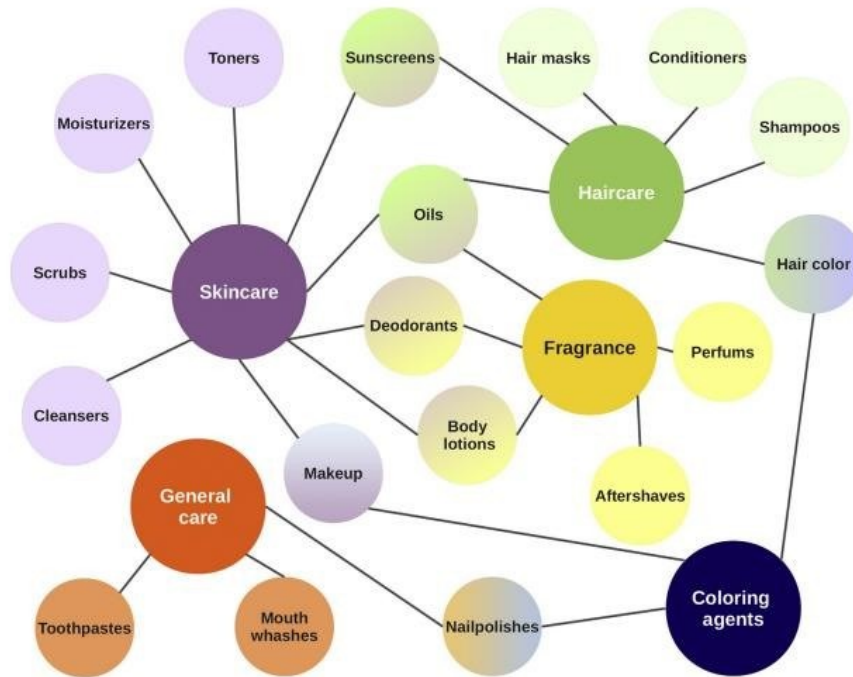 Toners
Sunscreens
Hair masks
Conditioners
Moisturizers
Shampoos
Haircare
Oils
Scrubs
Skincare
Hair color
Deodorants
Fragrance
Perfums
Cleansers
Body
lotions
Makeup
General
care
Aftershaves
Toothpastes
Mouth
whashes
Nailpolishes
Coloring
agents